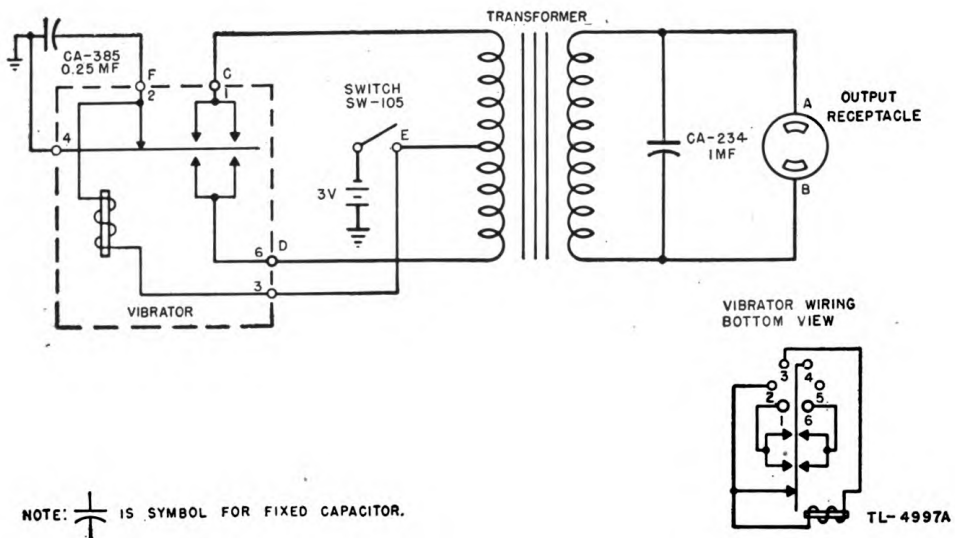 TRANSFORMER
CA-385
0.25 MF
F
2
C
1
4
SWITCH
SW-105
E
3V
6
D
3
VIBRATOR
CA-234
1MF
A
B
OUTPUT
RECEPTACLE
VIBRATOR WIRING
BOTTOM VIEW
3
4
2
5
1
6
NOTE: IS SYMBOL FOR FIXED CAPACITOR.
TL-4997A